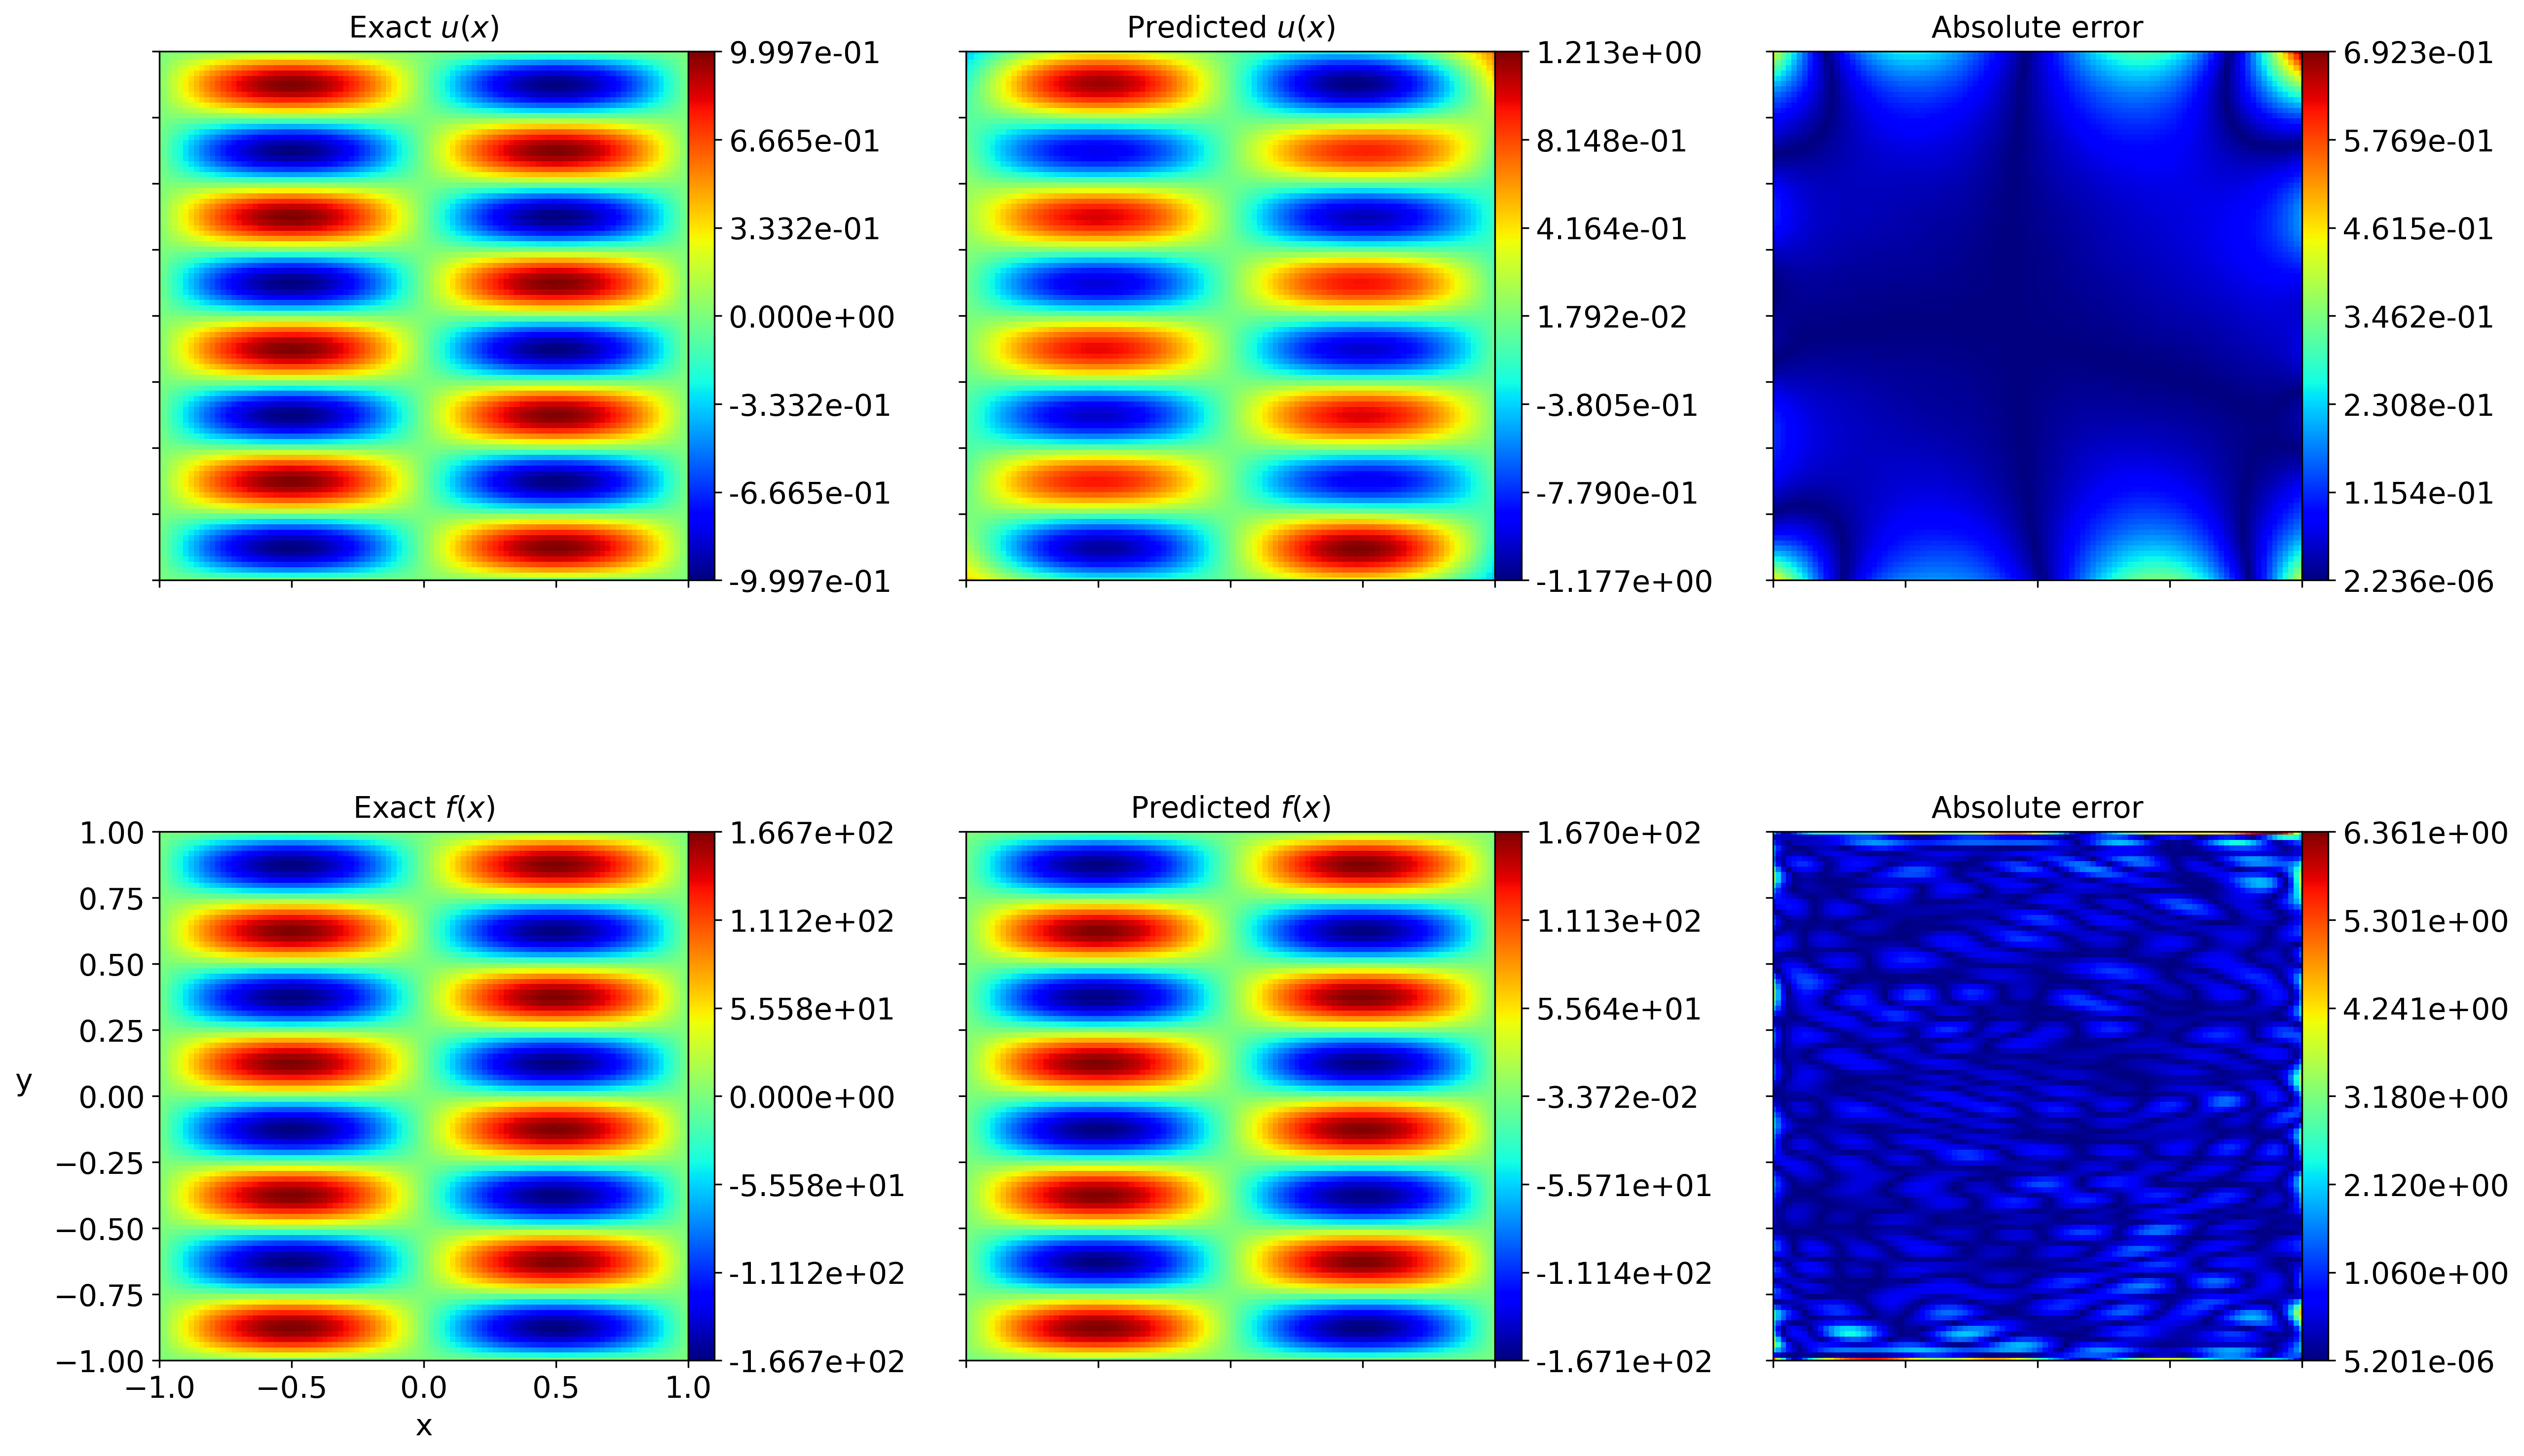 Exact u(x)
9.997e-01
6.665e-01
3.332e-01
0.000e+00
-3.332e-01
-6.665e-01
-9.997e-01
Predicted u(x)
1.213e+00
8.148e-01
4.164e-01
1.792e-02
-3.805e-01
-7.790e-01
-1.177e+00
Absolute error
6.923e-01
5.769e-01
4.615e-01
3.462e-01
2.308e-01
1.154e-01
2.236e-06
Exact f(x)
y
1.00
0.75
0.50
0.25
0.00
−0.25
−0.50
−0.75
−1.00
−1.0 −0.5 0.0 0.5 1.0
x
1.667e+02
1.112e+02
5.558e+01
0.000e+00
-5.558e+01
-1.112e+02
-1.667e+02
Predicted f(x)
1.670e+02
1.113e+02
5.564e+01
-3.372e-02
-5.571e+01
-1.114e+02
-1.671e+02
Absolute error
6.361e+00
5.301e+00
4.241e+00
3.180e+00
2.120e+00
1.060e+00
5.201e-06